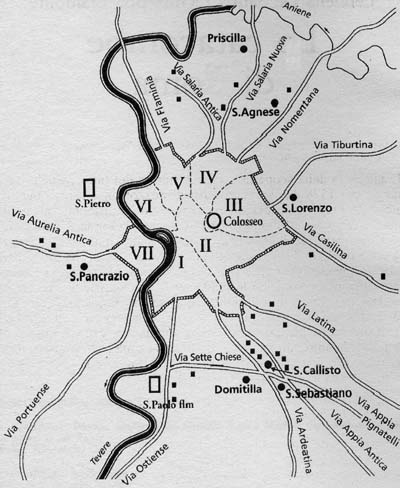 Aniene
Priscilla
Via Flaminia
Via Salaria Antica
Via Salaria Nuova
S.Agnese
Via Nomentana
Via Tiburtina
V
IV
III
S.Pietro
VI
Colosseo
S.Lorenzo
Via Aurelia Antica
VII
II
Via Casilina
I
S.Pancrazio
Via Latina
Via Sette Chiese
S.Callisto
S.Paolo flm
Domitilla
S.Sebastiano
Via Portuense
Via Appia
Pignatelli
Via Appia Antica
Via Ardeatina
Tevere
Via Ostiense